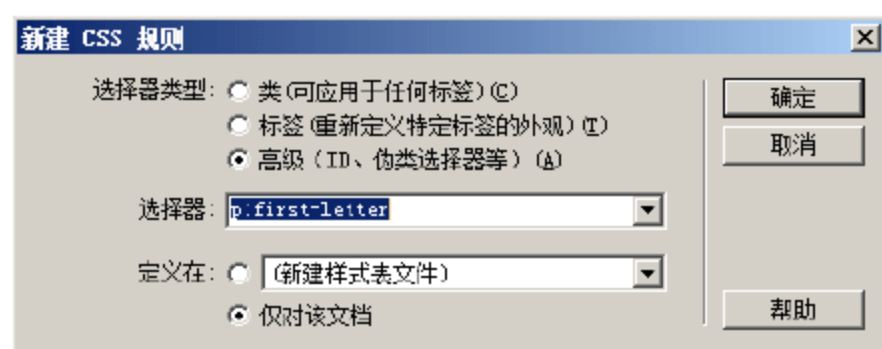 新建 CSS 规则
选择器类型: 类(可应用于任何标签)(C)
确定
标签(重新定义特定标签的外观)(T)
取消
高级(ID、伪类选择器等)(A)
选择器: p:first-letter
定义在: (新建样式表文件)
仅对该文档
帮助